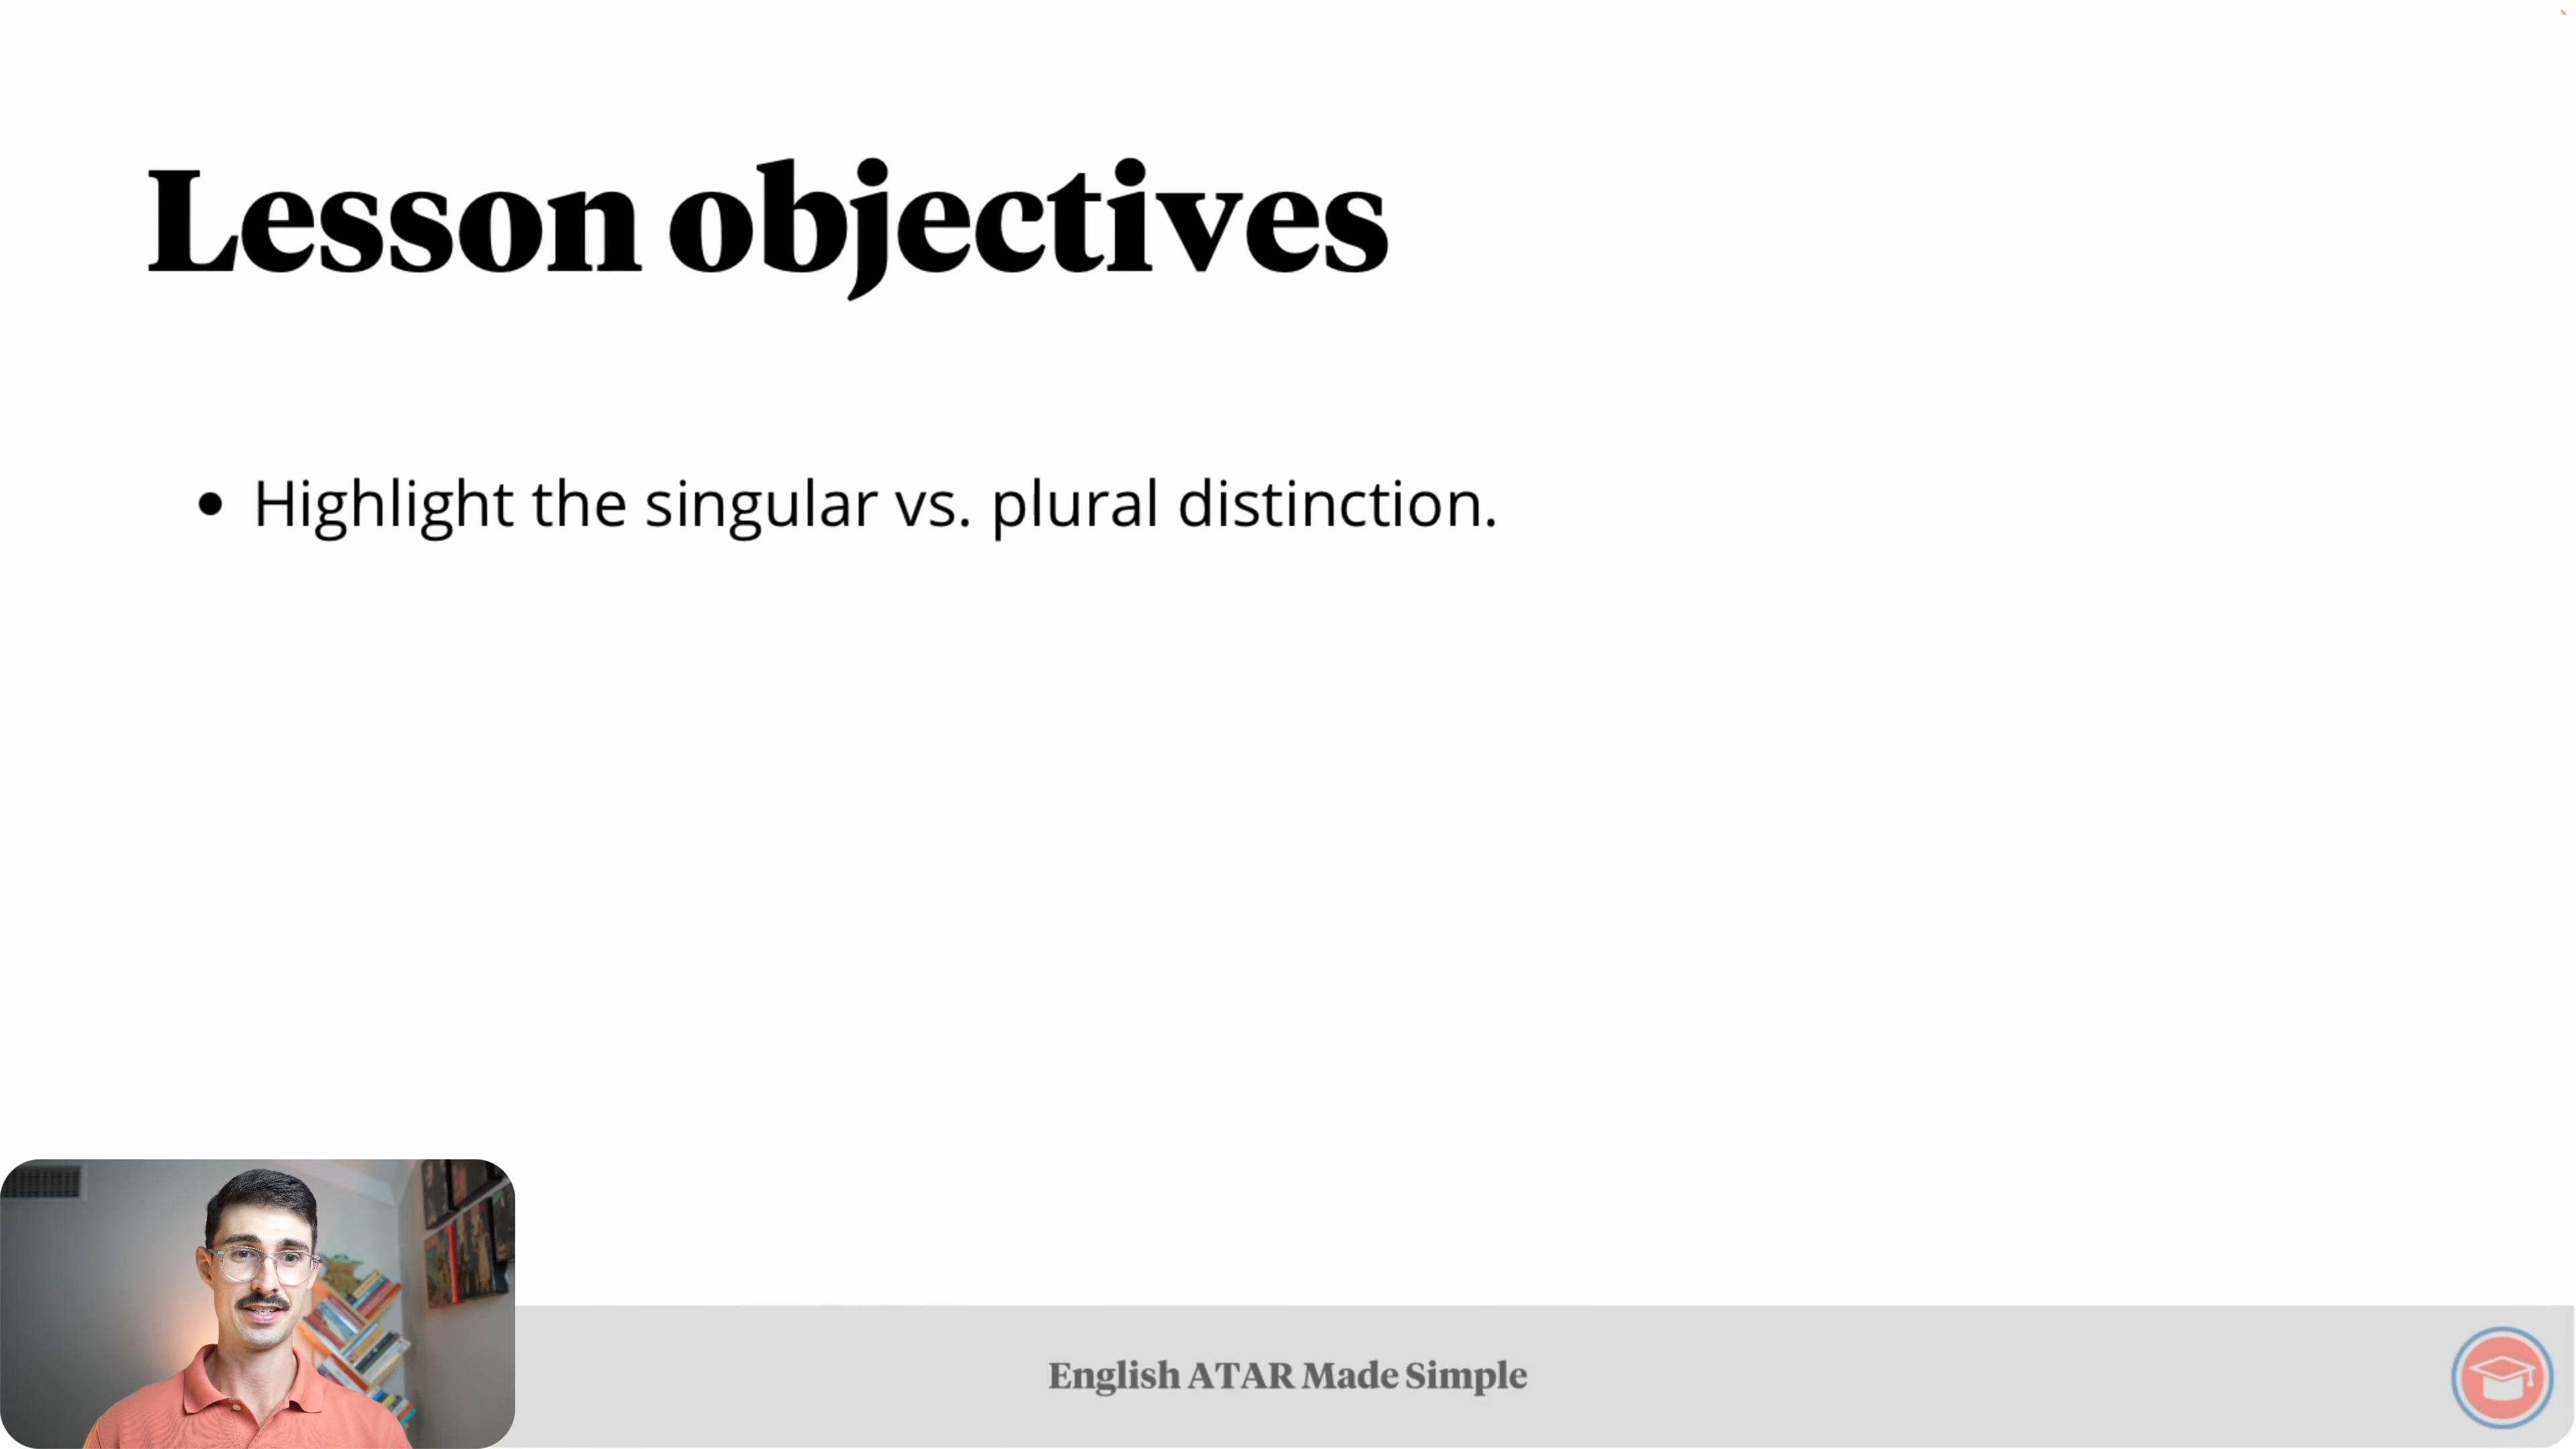 Lesson objectives
• Highlight the singular vs. plural distinction.
English ATAR Made Simple